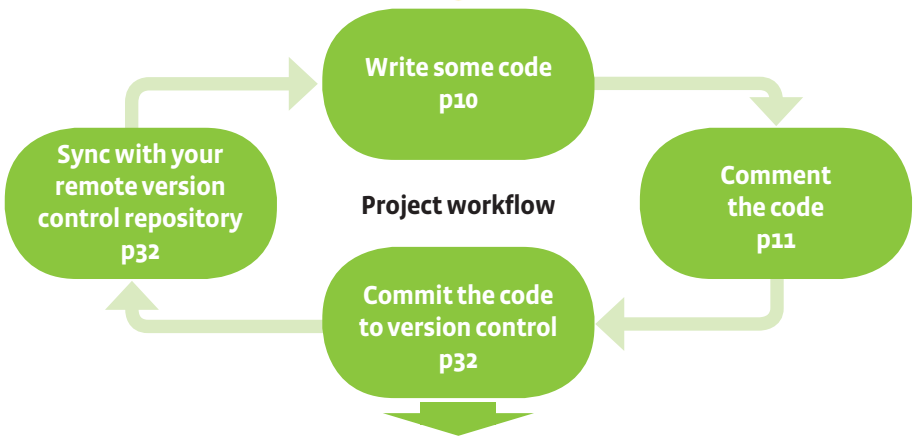 Write some code
p10
Sync with your
remote version
control repository
p32
Project workflow
Comment
the code
p11
Commit the code
to version control
p32